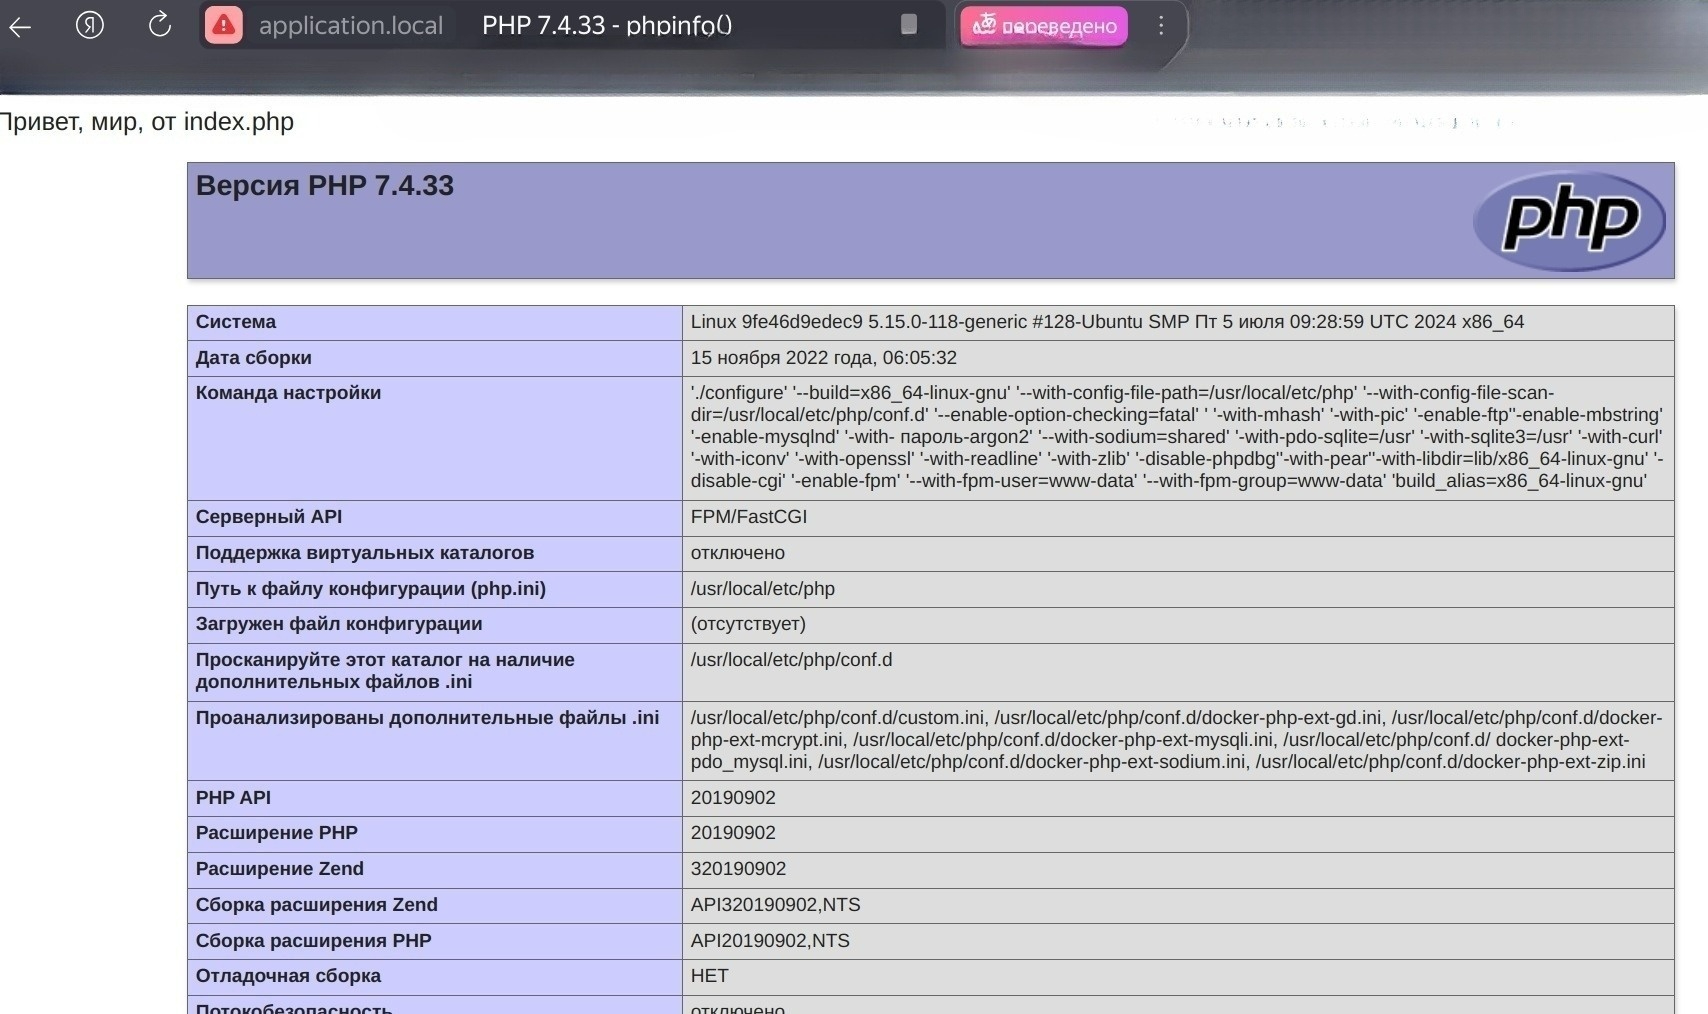 Я
application.local
PHP 7.4.33 - phpinfo()
переведено
Привет, мир, от index.php
Версия PHP 7.4.33
php
Система
Linux 9fe46d9edec9 5.15.0-118-generic #128-Ubuntu SMP Пт 5 июля 09:28:59 UTC 2024 x86_64
Дата сборки
15 ноября 2022 года, 06:05:32
Команда настройки
'./configure' '--build=x86_64-linux-gnu' '--with-config-file-path=/usr/local/etc/php' '--with-config-file-scan-
dir=/usr/local/etc/php/conf.d' '--enable-option-checking=fatal' ' '-with-mhash' '-with-pic' '-enable-ftp''-enable-mbstring'
'-enable-mysqlnd' '-with- пароль-argon2' '--with-sodium=shared' '-with-pdo-sqlite=/usr' '-with-sqlite3=/usr' '-with-curl'
'-with-iconv' '-with-openssl' '-with-readline' '-with-zlib' '-disable-phpdbg''-with-pear''-with-libdir=lib/x86_64-linux-gnu' '-
disable-cgi' '-enable-fpm' '--with-fpm-user=www-data' '--with-fpm-group=www-data' 'build_alias=x86_64-linux-gnu'
Серверный API
FPM/FastCGI
Поддержка виртуальных каталогов
отключено
Путь к файлу конфигурации (php.ini)
/usr/local/etc/php
Загружен файл конфигурации
(отсутствует)
Просканируйте этот каталог на наличие
дополнительных файлов .ini
/usr/local/etc/php/conf.d
Проанализированы дополнительные файлы .ini
/usr/local/etc/php/conf.d/custom.ini, /usr/local/etc/php/conf.d/docker-php-ext-gd.ini, /usr/local/etc/php/conf.d/docker-
php-ext-mcrypt.ini, /usr/local/etc/php/conf.d/docker-php-ext-mysqli.ini, /usr/local/etc/php/conf.d/ docker-php-ext-
pdo_mysql.ini, /usr/local/etc/php/conf.d/docker-php-ext-sodium.ini, /usr/local/etc/php/conf.d/docker-php-ext-zip.ini
PHP API
20190902
Расширение PHP
20190902
Расширение Zend
320190902
Сборка расширения Zend
API320190902,NTS
Сборка расширения PHP
API20190902,NTS
Отладочная сборка
НЕТ
Потокобезопасность
отключено